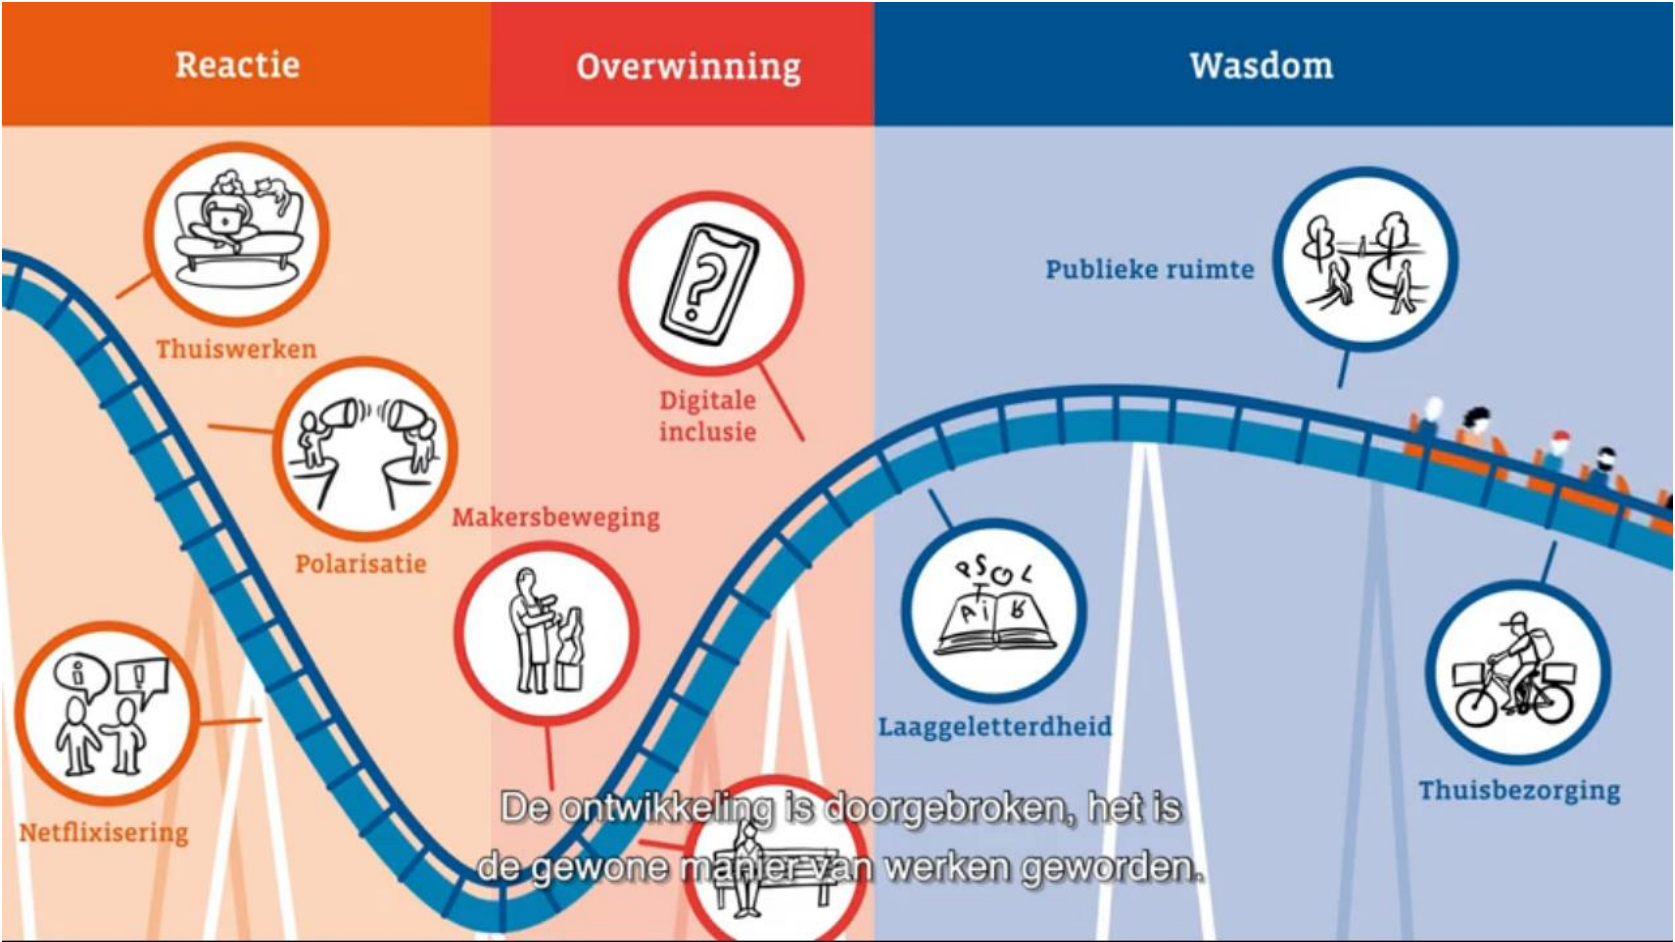 Reactie
Overwinning
Wasdom
Thuiswerken
Polarisatie
Netflixisering
Digitale
inclusie
Makersbeweging
Publieke ruimte
Laaggeletterdheid
Thuisbezorging
De ontwikkeling is doorgebroken, het is
de gewone manier van werken geworden.